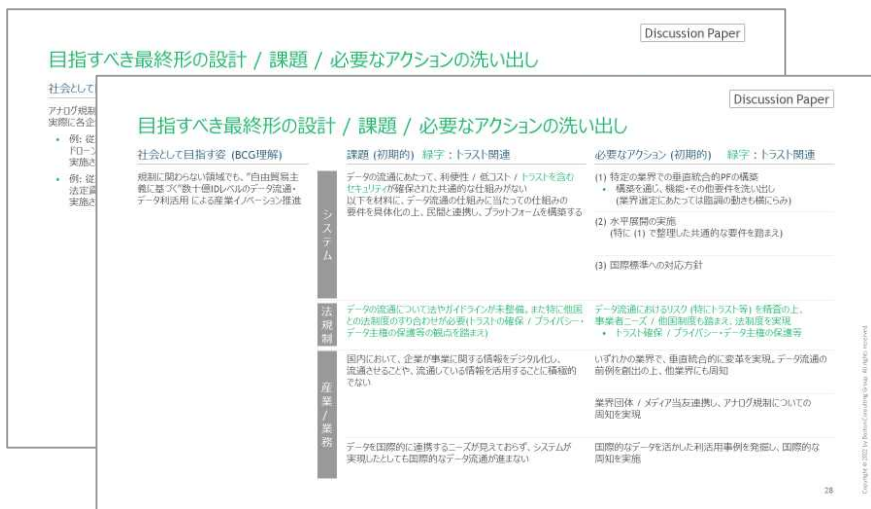 Discussion Paper
目指すべき最終形の設計 / 課題 / 必要なアクションの洗い出し
社会として
アナログ規制
実際に各企
• 例: 従
ドローン
実施さ
• 例: 従
法定資
実施さ
Discussion Paper
目指すべき最終形の設計 / 課題 / 必要なアクションの洗い出し
社会として目指す姿 (BCG理解)
規制に関わらない領域でも、"自由貿易主
義に基づく"数十億IDレベルのデータ流通・
データ利活用 による産業イノベーション推進
課題 (初期的) 緑字：トラスト関連
必要なアクション (初期的) 緑字：トラスト関連
システム
データの流通にあたって、利便性 / 低コスト / トラストを含む
セキュリティが確保された共通的な仕組みがない
以下を材料に、データ流通の仕組みに当たっての仕組みの
要件を具体化の上、民間と連携し、プラットフォームを構築する
(1) 特定の業界での垂直統合的PFの構築
• 構築を通じ、機能・その他要件を洗い出し
(業界選定にあたっては臨調の動きも横にらみ)
(2) 水平展開の実施
(特に (1) で整理した共通的な要件を踏まえ)
(3) 国際標準への対応方針
法規制
データの流通について法やガイドラインが未整備。また特に他国
との法制度のすり合わせが必要(トラストの確保 / プライバシー・
データ主権の保護等の観点を踏まえ)
データ流通におけるリスク (特にトラスト等) を精査の上、
事業者ニーズ / 他国制度も踏まえ、法制度を実現
• トラスト確保 / プライバシー・データ主権の保護等
産業/業務
国内において、企業が事業に関する情報をデジタル化し、
流通させることや、流通している情報を活用することに積極的
でない
いずれかの業界で、垂直統合的に変革を実現。データ流通の
前例を創出の上、他業界にも周知
業界団体 / メディア当友連携し、アナログ規制についての
周知を実現
データを国際的に連携するニーズが見えておらず、システムが
実現したとしても国際的なデータ流通が進まない
国際的なデータを活かした利活用事例を発掘し、国際的な
周知を実施
28
Copyright © 2022 by Boston Consulting Group. All rights reserved.